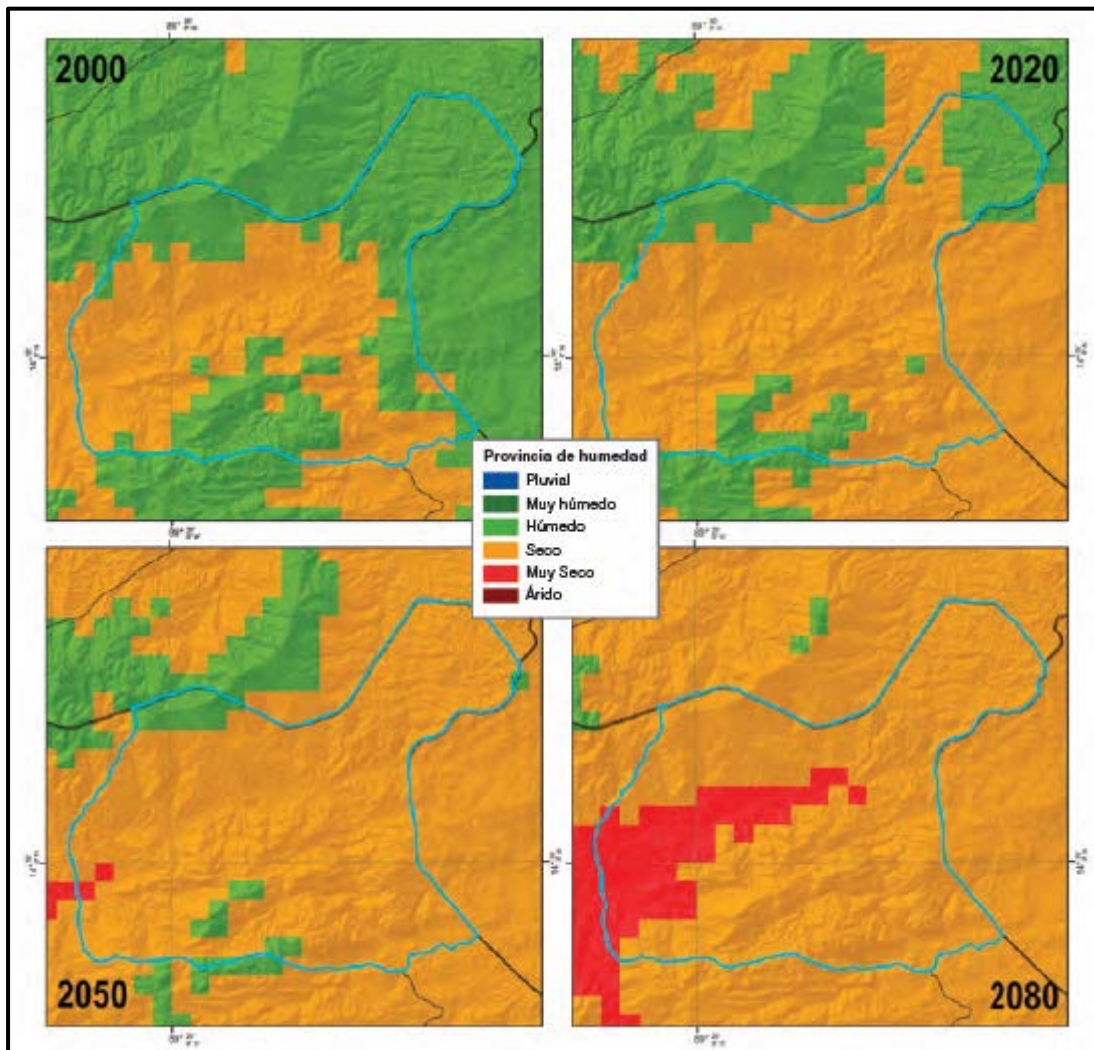 2000
2020
Provincia de humedad
Pluvial
Muy húmedo
Húmedo
Seco
Muy Seco
Árido
2050
2080